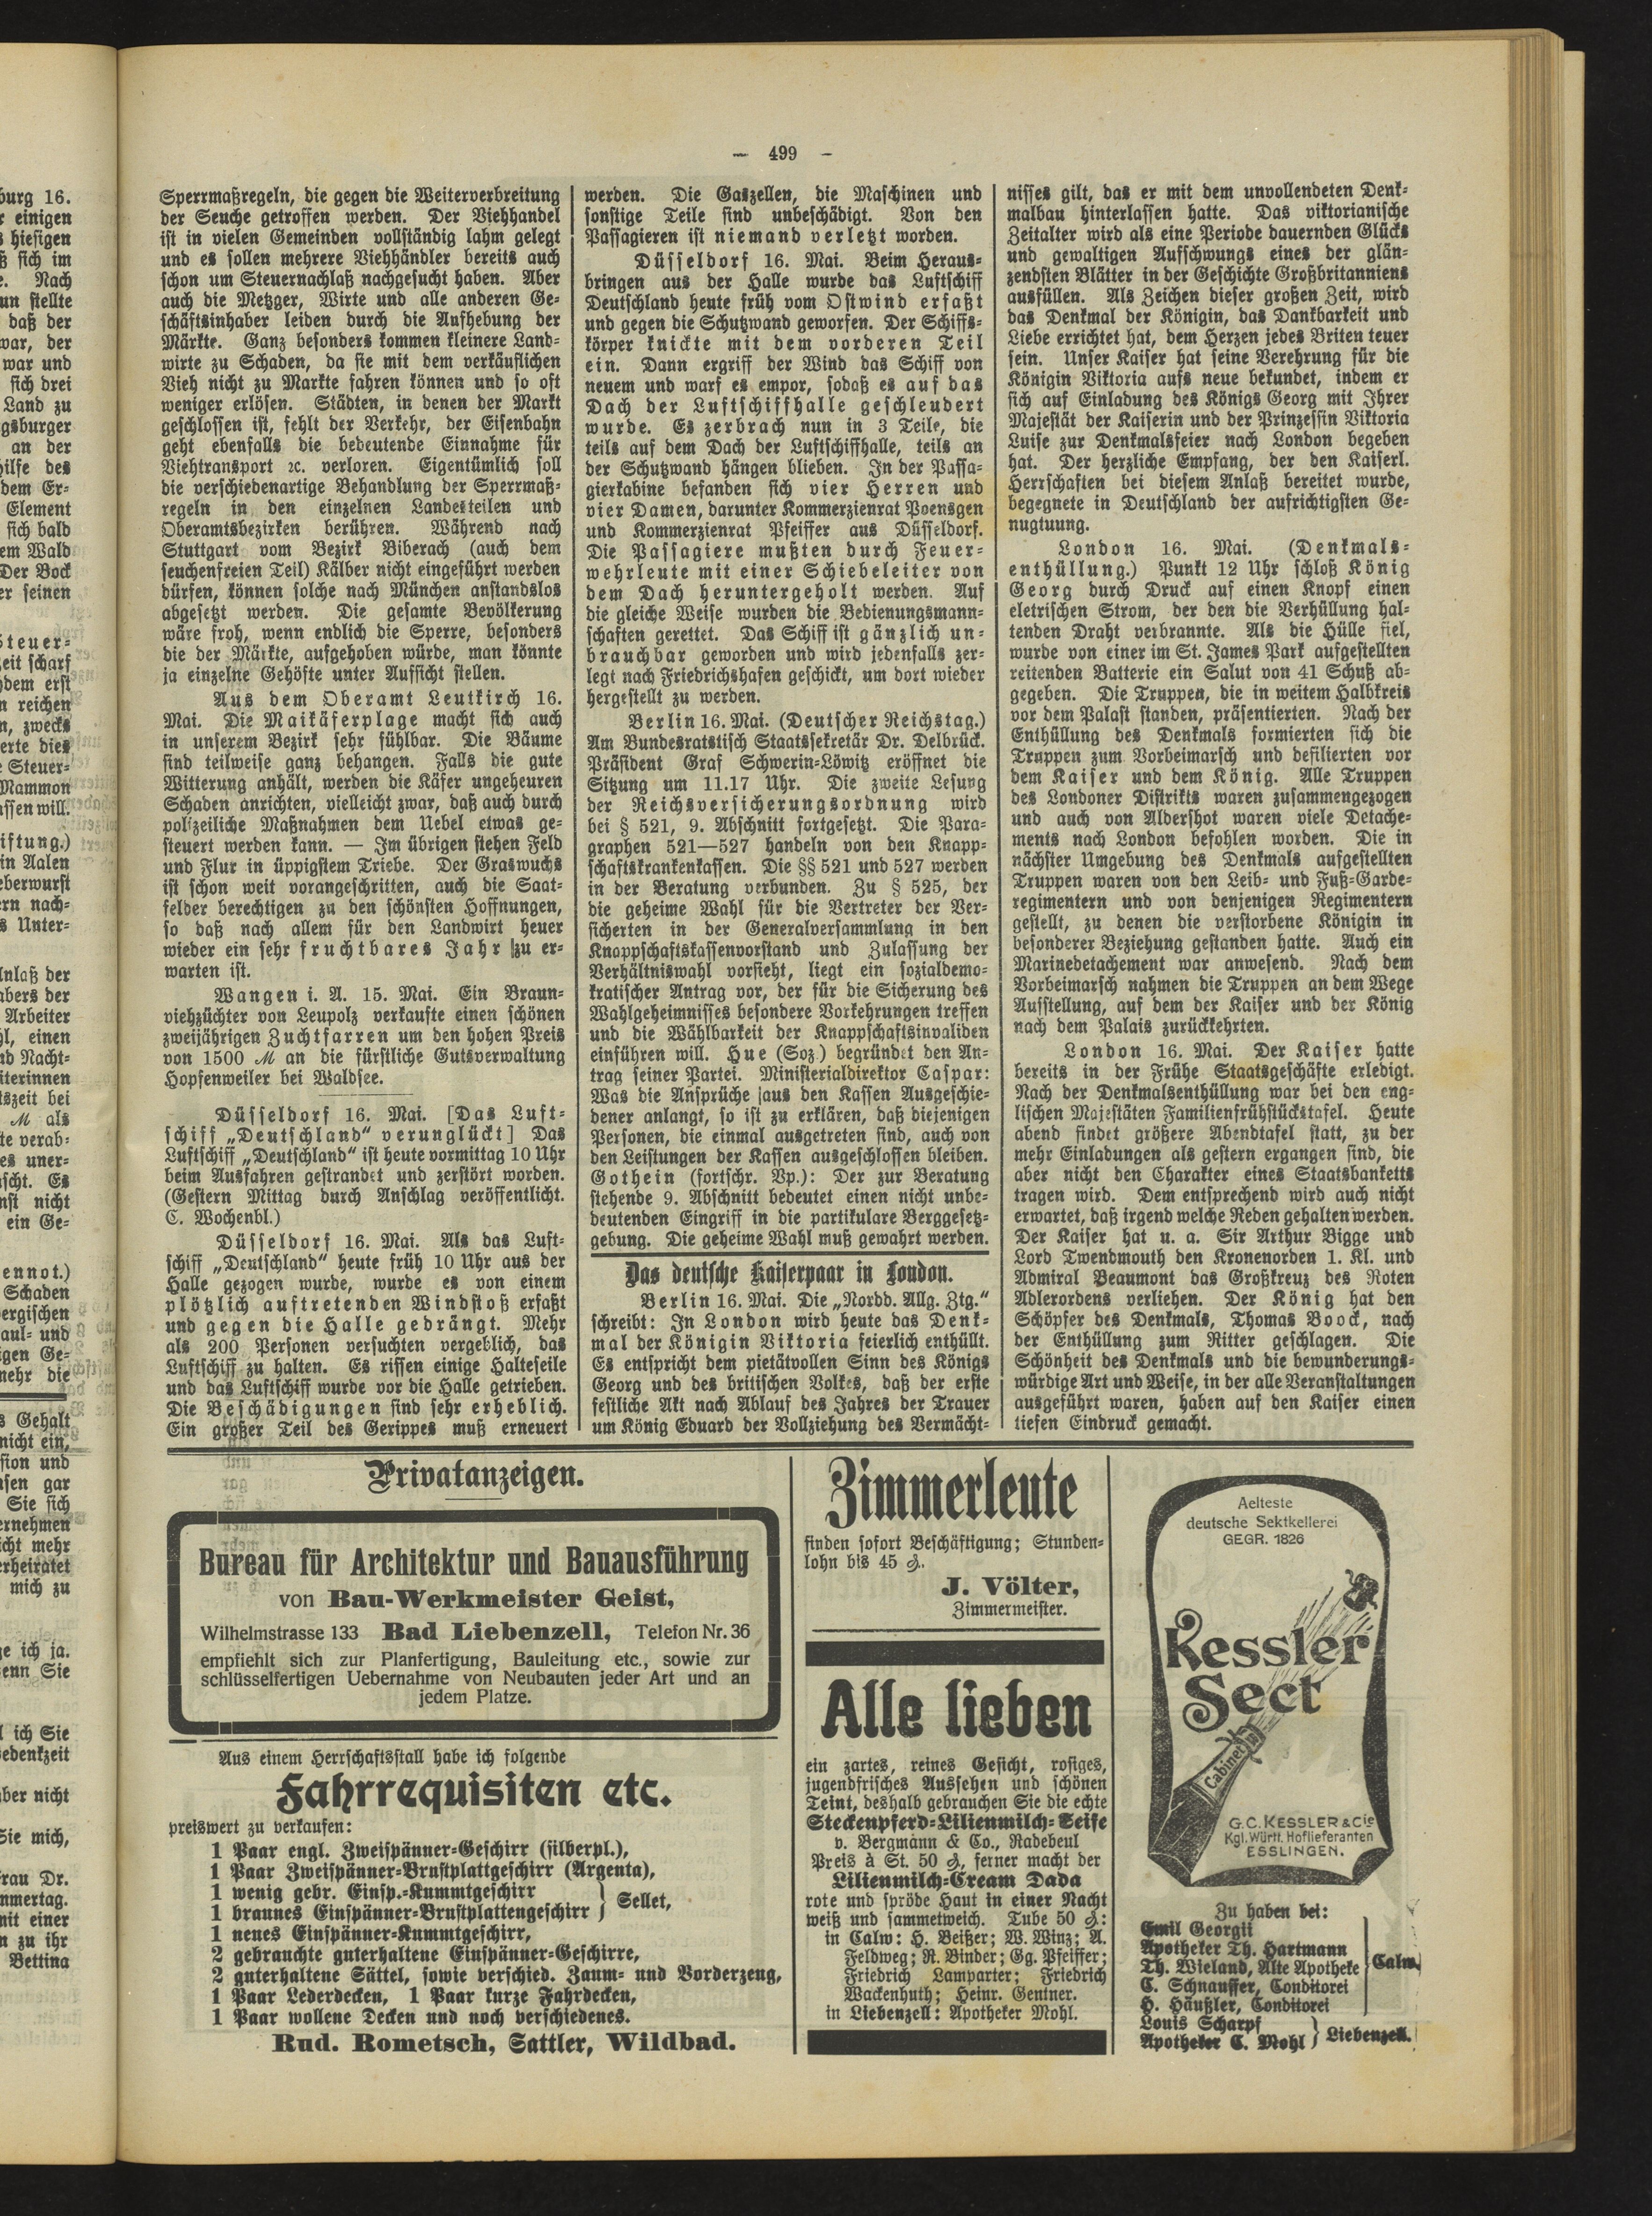 — 499 —
Sperrmaßregeln, die gegen die Weiterverbreitung
der Seuche getroffen werden. Der Viehhandel
ist in vielen Gemeinden vollständig lahm gelegt
und es sollen mehrere Viehhändler bereits auch
schon um Steuernachlaß nachgesucht haben. Aber
auch die Metzger, Wirte und alle anderen Ge-
schäftsinhaber leiden durch die Aufhebung der
Märkte. Ganz besonders kommen kleinere Land-
wirte zu Schaden, da sie mit dem verkäuflichen
Vieh nicht zu Markte fahren können und so oft
weniger erlösen. Städten, in denen der Markt
geschlossen ist, fehlt der Verkehr, der Eisenbahn
geht ebenfalls die bedeutende Einnahme für
Viehtransport ꝛc. verloren. Eigentümlich soll
die verschiedenartige Behandlung der Sperrmaß-
regeln in den einzelnen Landesteilen und
Oberamtsbezirken berühren. Während nach
Stuttgart vom Bezirk Biberach (auch dem
seuchenfreien Teil) Kälber nicht eingeführt werden
dürfen, können solche nach München anstandslos
abgesetzt werden. Die gesamte Bevölkerung
wäre froh, wenn endlich die Sperre, besonders
die der Märkte, aufgehoben würde, man könnte
ja einzelne Gehöfte unter Aufsicht stellen.
Aus dem Oberamt Leutkirch 16.
Mai. Die Maikäferplage macht sich auch
in unserem Bezirk sehr fühlbar. Die Bäume
sind teilweise ganz behangen. Falls die gute
Witterung anhält, werden die Käfer ungeheuren
Schaden anrichten, vielleicht zwar, daß auch durch
polizeiliche Maßnahmen dem Uebel etwas ge-
steuert werden kann. — Im übrigen stehen Feld
und Flur in üppigstem Triebe. Der Graswuchs
ist schon weit vorangeschritten, auch die Saat-
felder berechtigen zu den schönsten Hoffnungen,
so daß nach allem für den Landwirt heuer
wieder ein sehr fruchtbares Jahr zu er-
warten ist.
Wangen i. A. 15. Mai. Ein Braun-
viehzüchter von Leupolz verkaufte einen schönen
zweijährigen Zuchtfarren um den hohen Preis
von 1500 ℳ an die fürstliche Gutsverwaltung
Hopfenweiler bei Waldsee.
Düsseldorf 16. Mai. [Das Luft-
schiff „Deutschland“ verunglückt] Das
Luftschiff „Deutschland“ ist heute vormittag 10 Uhr
beim Ausfahren gestrandet und zerstört worden.
(Gestern Mittag durch Anschlag veröffentlicht.
C. Wochenbl.)
Düsseldorf 16. Mai. Als das Luft-
schiff „Deutschland“ heute früh 10 Uhr aus der
Halle gezogen wurde, wurde es von einem
plötzlich auftretenden Windstoß erfaßt
und gegen die Halle gedrängt. Mehr
als 200 Personen versuchten vergeblich, das
Luftschiff zu halten. Es rissen einige Halteseile
und das Luftschiff wurde vor die Halle getrieben.
Die Beschädigungen sind sehr erheblich.
Ein großer Teil des Gerippes muß erneuert
werden. Die Gaszellen, die Maschinen und
sonstige Teile sind unbeschädigt. Von den
Passagieren ist niemand verletzt worden.
Düsseldorf 16. Mai. Beim Heraus-
bringen aus der Halle wurde das Luftschiff
Deutschland heute früh vom Ostwind erfaßt
und gegen die Schutzwand geworfen. Der Schiffs-
körper knickte mit dem vorderen Teil
ein. Dann ergriff der Wind das Schiff von
neuem und warf es empor, sodaß es auf das
Dach der Luftschiffhalle geschleudert
wurde. Es zerbrach nun in 3 Teile, die
teils auf dem Dach der Luftschiffhalle, teils an
der Schutzwand hängen blieben. In der Passa-
gierkabine befanden sich vier Herren und
vier Damen, darunter Kommerzienrat Poensgen
und Kommerzienrat Pfeiffer aus Düsseldorf.
Die Passagiere mußten durch Feuer-
wehrleute mit einer Schiebeleiter von
dem Dach heruntergeholt werden. Auf
die gleiche Weise wurden die Bedienungsmann-
schaften gerettet. Das Schiff ist gänzlich un-
brauchbar geworden und wird jedenfalls zer-
legt nach Friedrichshafen geschickt, um dort wieder
hergestellt zu werden.
Berlin 16. Mai. (Deutscher Reichstag.)
Am Bundesratstisch Staatssekretär Dr. Delbrück.
Präsident Graf Schwerin-Löwitz eröffnet die
Sitzung um 11.17 Uhr. Die zweite Lesung
der Reichsversicherungsordnung wird
bei § 521, 9. Abschnitt fortgesetzt. Die Para-
graphen 521—527 handeln von den Knapp-
schaftskrankenkassen. Die §§ 521 und 527 werden
in der Beratung verbunden. Zu § 525, der
die geheime Wahl für die Vertreter der Ver-
sicherten in der Generalversammlung in den
Knappschaftskassenvorstand und Zulassung der
Verhältniswahl vorsieht, liegt ein sozialdemo-
kratischer Antrag vor, der für die Sicherung des
Wahlgeheimnisses besondere Vorkehrungen treffen
und die Wählbarkeit der Knappschaftsinvaliden
einführen will. Hue (Soz.) begründet den An-
trag seiner Partei. Ministerialdirektor Caspar:
Was die Ansprüche aus den Kassen Ausgeschie-
dener anlangt, so ist zu erklären, daß diejenigen
Personen, die einmal ausgetreten sind, auch von
den Leistungen der Kassen ausgeschlossen bleiben.
Gothein (fortschr. Vp.): Der zur Beratung
stehende 9. Abschnitt bedeutet einen nicht unbe-
deutenden Eingriff in die partikulare Berggesetz-
gebung. Die geheime Wahl muß gewahrt werden.
Das deutsche Kaiserpaar in London.
Berlin 16. Mai. Die „Nordd. Allg. Ztg.“
schreibt: In London wird heute das Denk-
mal der Königin Viktoria feierlich enthüllt.
Es entspricht dem pietätvollen Sinn des Königs
Georg und des britischen Volkes, daß der erste
festliche Akt nach Ablauf des Jahres der Trauer
um König Eduard der Vollziehung des Vermächt-
nisses gilt, das er mit dem unvollendeten Denk-
malbau hinterlassen hatte. Das viktorianische
Zeitalter wird als eine Periode dauernden Glücks
und gewaltigen Aufschwungs eines der glän-
zendsten Blätter in der Geschichte Großbritanniens
ausfüllen. Als Zeichen dieser großen Zeit, wird
das Denkmal der Königin, das Dankbarkeit und
Liebe errichtet hat, dem Herzen jedes Briten teuer
sein. Unser Kaiser hat seine Verehrung für die
Königin Viktoria aufs neue bekundet, indem er
sich auf Einladung des Königs Georg mit Ihrer
Majestät der Kaiserin und der Prinzessin Viktoria
Luise zur Denkmalsfeier nach London begeben
hat. Der herzliche Empfang, der den Kaiserl.
Herrschaften bei diesem Anlaß bereitet wurde,
begegnete in Deutschland der aufrichtigsten Ge-
nugtuung.
London 16. Mai. (Denkmals-
enthüllung.) Punkt 12 Uhr schloß König
Georg durch Druck auf einen Knopf einen
eletrischen Strom, der den die Verhüllung hal-
tenden Draht verbrannte. Als die Hülle fiel,
wurde von einer im St. James Park aufgestellten
reitenden Batterie ein Salut von 41 Schuß ab-
gegeben. Die Truppen, die in weitem Halbkreis
vor dem Palast standen, präsentierten. Nach der
Enthüllung des Denkmals formierten sich die
Truppen zum Vorbeimarsch und defilierten vor
dem Kaiser und dem König. Alle Truppen
des Londoner Distrikts waren zusammengezogen
und auch von Aldershot waren viele Detache-
ments nach London befohlen worden. Die in
nächster Umgebung des Denkmals aufgestellten
Truppen waren von den Leib- und Fuß-Garde-
regimentern und von denjenigen Regimentern
gestellt, zu denen die verstorbene Königin in
besonderer Beziehung gestanden hatte. Auch ein
Marinedetachement war anwesend. Nach dem
Vorbeimarsch nahmen die Truppen an dem Wege
Aufstellung, auf dem der Kaiser und der König
nach dem Palais zurückkehrten.
London 16. Mai. Der Kaiser hatte
bereits in der Frühe Staatsgeschäfte erledigt.
Nach der Denkmalsenthüllung war bei den eng-
lischen Majestäten Familienfrühstückstafel. Heute
abend findet größere Abendtafel statt, zu der
mehr Einladungen als gestern ergangen sind, die
aber nicht den Charakter eines Staatsbanketts
tragen wird. Dem entsprechend wird auch nicht
erwartet, daß irgend welche Reden gehalten werden.
Der Kaiser hat u. a. Sir Arthur Bigge und
Lord Twendmouth den Kronenorden 1. Kl. und
Admiral Beaumont das Großkreuz des Roten
Adlerordens verliehen. Der König hat den
Schöpfer des Denkmals, Thomas Boock, nach
der Enthüllung zum Ritter geschlagen. Die
Schönheit des Denkmals und die bewunderungs-
würdige Art und Weise, in der alle Veranstaltungen
ausgeführt waren, haben auf den Kaiser einen
tiefen Eindruck gemacht.
Privatanzeigen.
Bureau für Architektur und Bauausführung
von Bau-Werkmeister Geist,
Wilhelmstrasse 133 Bad Liebenzell, Telefon Nr. 36
empfiehlt sich zur Planfertigung, Bauleitung etc., sowie zur
schlüsselfertigen Uebernahme von Neubauten jeder Art und an
jedem Platze.
Aus einem Herrschaftsstall habe ich folgende
Fahrrequisiten etc.
preiswert zu verkaufen:
1 Paar engl. Zweispänner-Geschirr (silberpl.),
1 Paar Zweispänner-Brustplattgeschirr (Argenta),
1 wenig gebr. Einsp.-Kummtgeschirr
1 braunes Einspänner-Brustplattengeschirr } Sellet,
1 neues Einspänner-Kummtgeschirr,
2 gebrauchte guterhaltene Einspänner-Geschirre,
2 guterhaltene Sättel, sowie verschied. Zaum- und Vorderzeug,
1 Paar Lederdecken, 1 Paar kurze Fahrdecken,
1 Paar wollene Decken und noch verschiedenes.
Rud. Rometsch, Sattler, Wildbad.
Zimmerleute
finden sofort Beschäftigung; Stunden-
lohn bis 45 ₰.
J. Völter,
Zimmermeister.
Alle lieben
ein zartes, reines Gesicht, rosiges,
jugendfrisches Aussehen und schönen
Teint, deshalb gebrauchen Sie die echte
Steckenpferd-Lilienmilch-Seife
v. Bergmann & Co., Radebeul
Preis à St. 50 ₰, ferner macht der
Lilienmilch-Cream Dada
rote und spröde Haut in einer Nacht
weiß und sammetweich. Tube 50 ₰:
in Calw: H. Beißer; W. Winz; A.
Feldweg; R. Binder; Gg. Pfeiffer;
Friedrich Lamparter; Friedrich
Wackenhuth; Heinr. Gentner.
in Liebenzell: Apotheker Mohl.
Aelteste
deutsche Sektkellerei
GEGR. 1826
Kessler
Sect
Cabinet
G.C. KESSLER & Cie
Kgl. Württ. Hoflieferanten
ESSLINGEN.
Zu haben bei:
Emil Georgii
Apotheker Th. Hartmann
Th. Wieland, Alte Apotheke } Calw.
C. Schnauffer, Conditorei
H. Häußler, Conditorei
Louis Scharpf
Apotheker C. Mohl } Liebenzell.